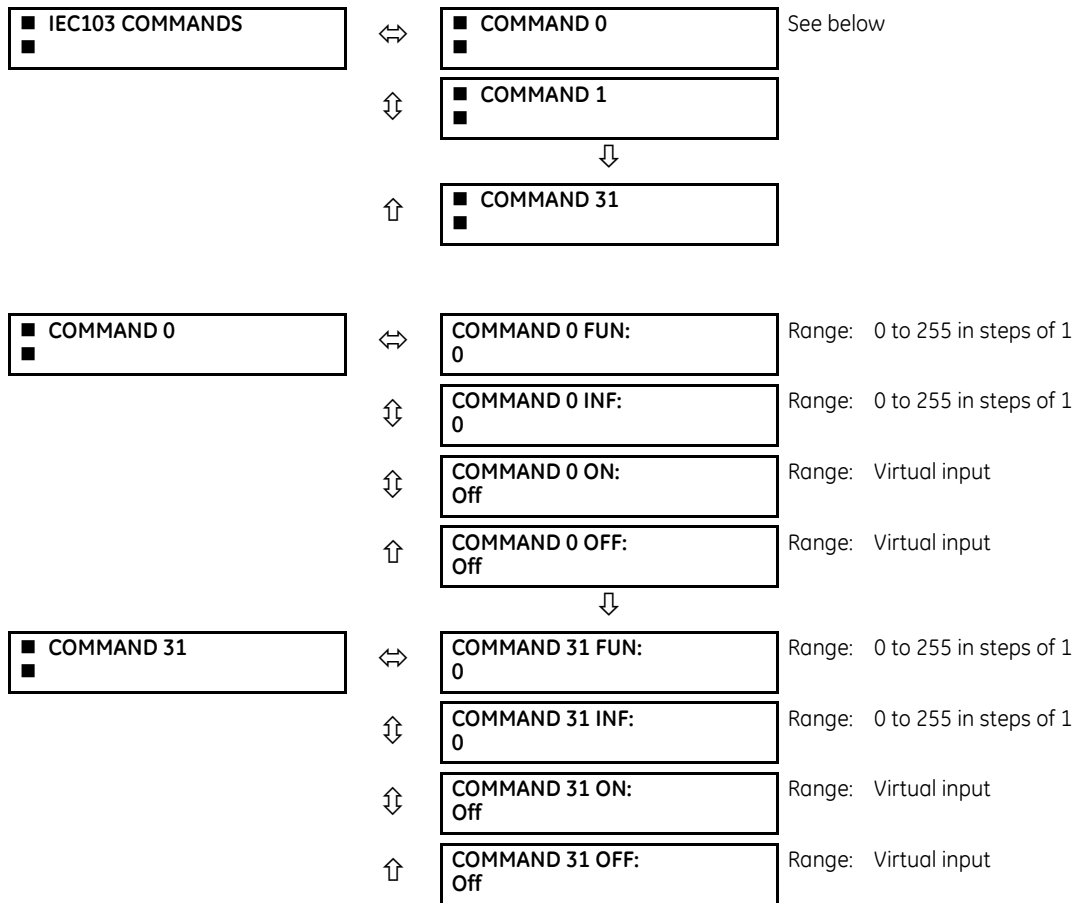 ■ IEC103 COMMANDS
■
■ COMMAND 0
■
See below
■ COMMAND 1
■
■ COMMAND 31
■
■ COMMAND 0
■
COMMAND 0 FUN:
0
Range: 0 to 255 in steps of 1
COMMAND 0 INF:
0
Range: 0 to 255 in steps of 1
COMMAND 0 ON:
Off
Range: Virtual input
COMMAND 0 OFF:
Off
Range: Virtual input
■ COMMAND 31
■
COMMAND 31 FUN:
0
Range: 0 to 255 in steps of 1
COMMAND 31 INF:
0
Range: 0 to 255 in steps of 1
COMMAND 31 ON:
Off
Range: Virtual input
COMMAND 31 OFF:
Off
Range: Virtual input